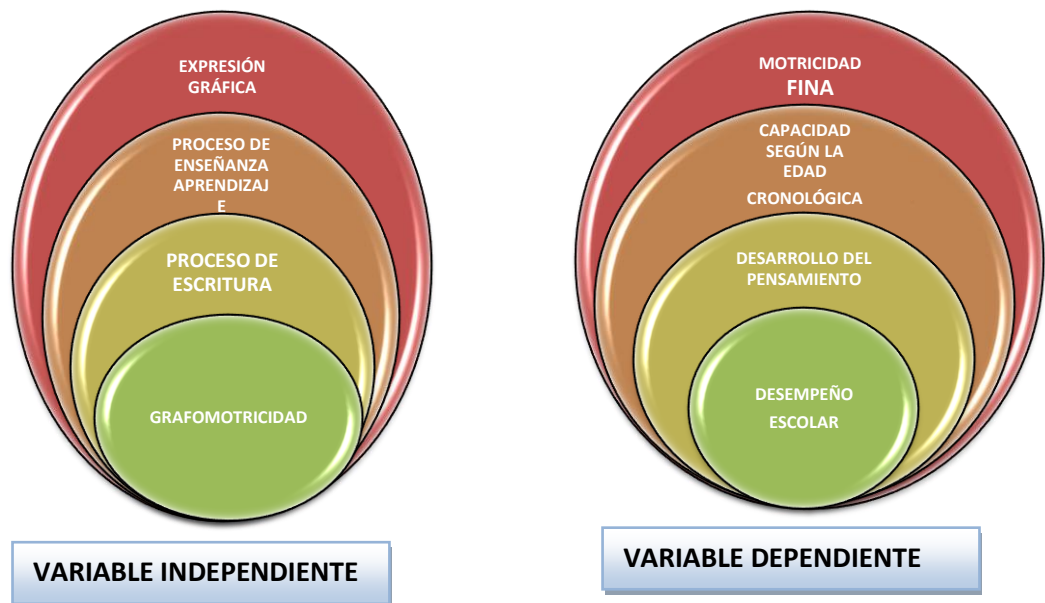 EXPRESIÓN
GRÁFICA
PROCESO DE
ENSEÑANZA
APRENDIZAJ
E
PROCESO DE
ESCRITURA
GRAFOMOTRICIDAD
VARIABLE INDEPENDIENTE
MOTRICIDAD
FINA
CAPACIDAD
SEGÚN LA
EDAD
CRONOLÓGICA
DESARROLLO DEL
PENSAMIENTO
DESEMPEÑO
ESCOLAR
VARIABLE DEPENDIENTE